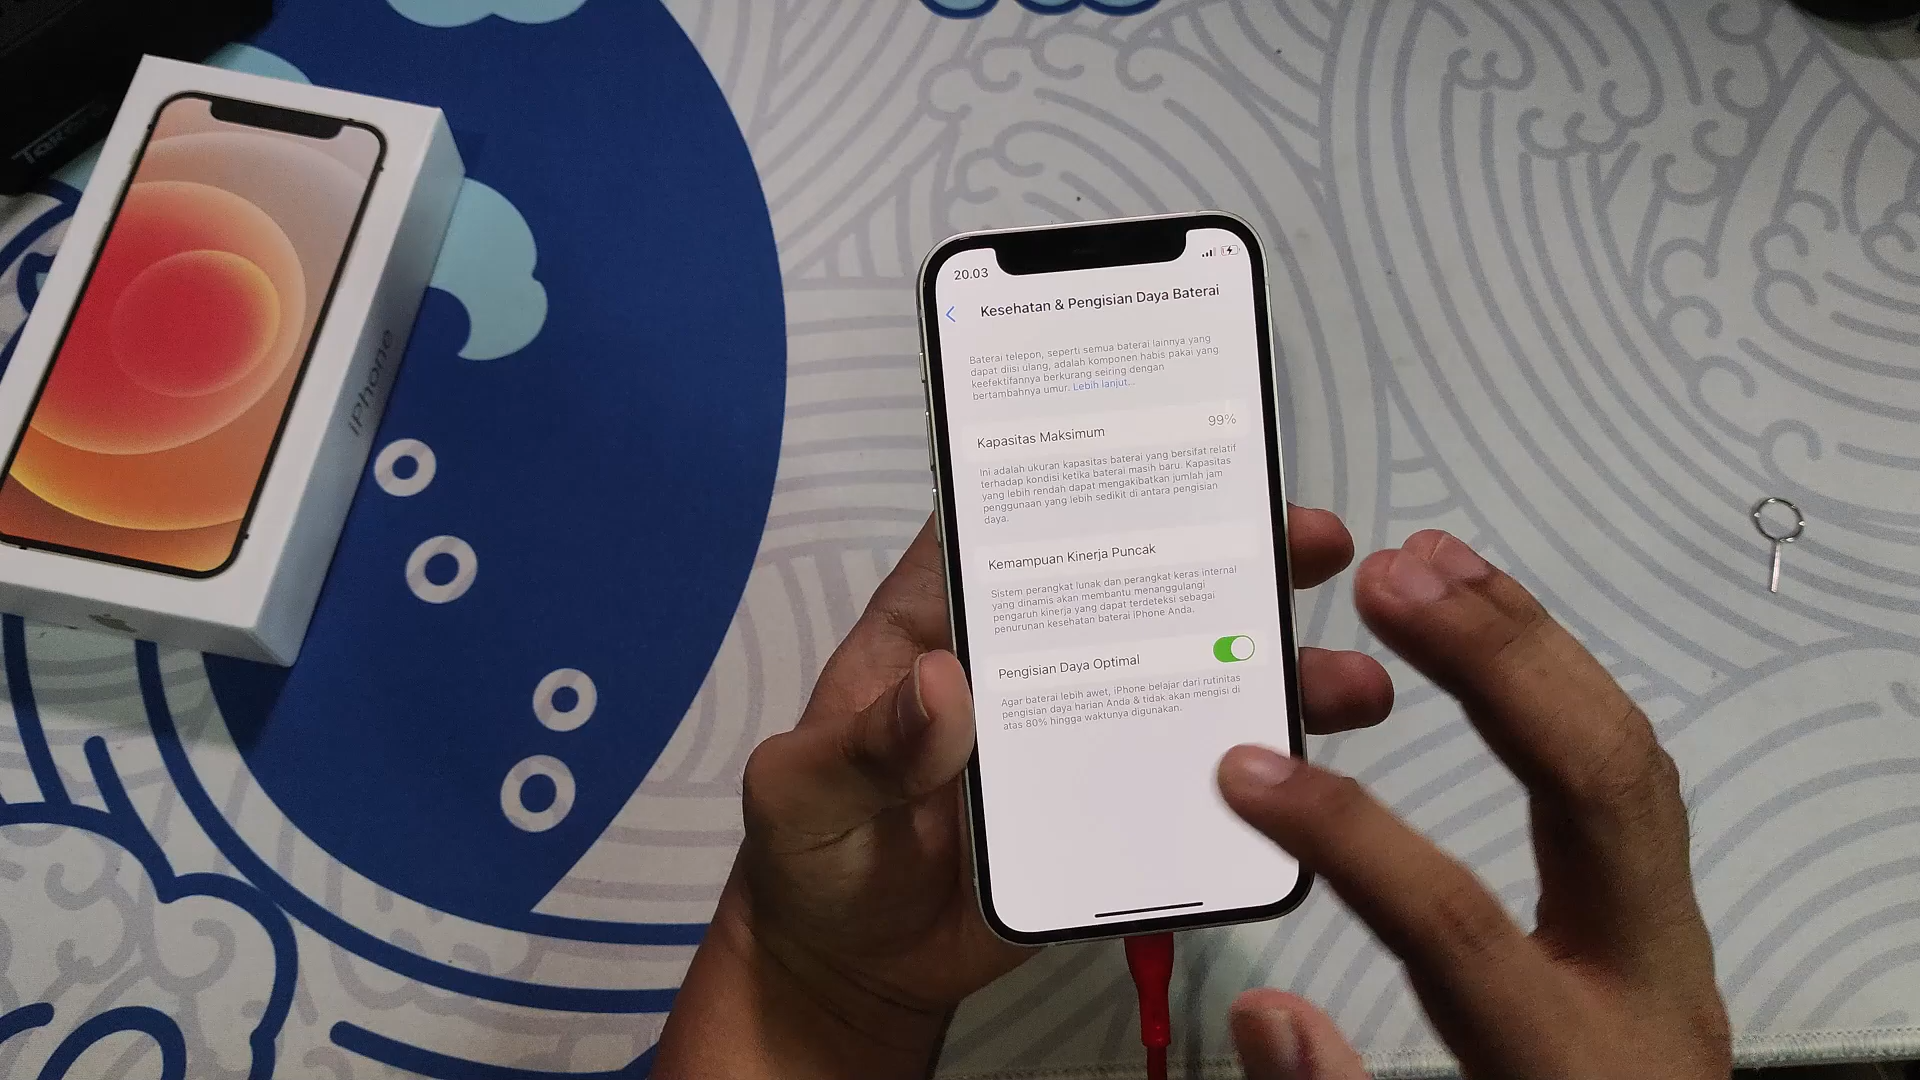 iPhone
20.03
Kesehatan & Pengisian Daya Baterai
Baterai telepon, seperti semua baterai lainnya yang
dapat diisi ulang, adalah komponen habis pakai yang
keefektifannya berkurang seiring dengan
bertambahnya umur. Lebih lanjut...
Kapasitas Maksimum 99%
Ini adalah ukuran kapasitas baterai yang bersifat relatif
terhadap kondisi ketika baterai masih baru. Kapasitas
yang lebih rendah dapat mengakibatkan jumlah jam
penggunaan yang lebih sedikit di antara pengisian
daya.
Kemampuan Kinerja Puncak
Sistem perangkat lunak dan perangkat keras internal
yang dinamis akan membantu menanggulangi
pengaruh kinerja yang dapat terdeteksi sebagai
penurunan kesehatan baterai iPhone Anda.
Pengisian Daya Optimal
Agar baterai lebih awet, iPhone belajar dari rutinitas
pengisian daya harian Anda & tidak akan mengisi di
atas 80% hingga waktunya digunakan.